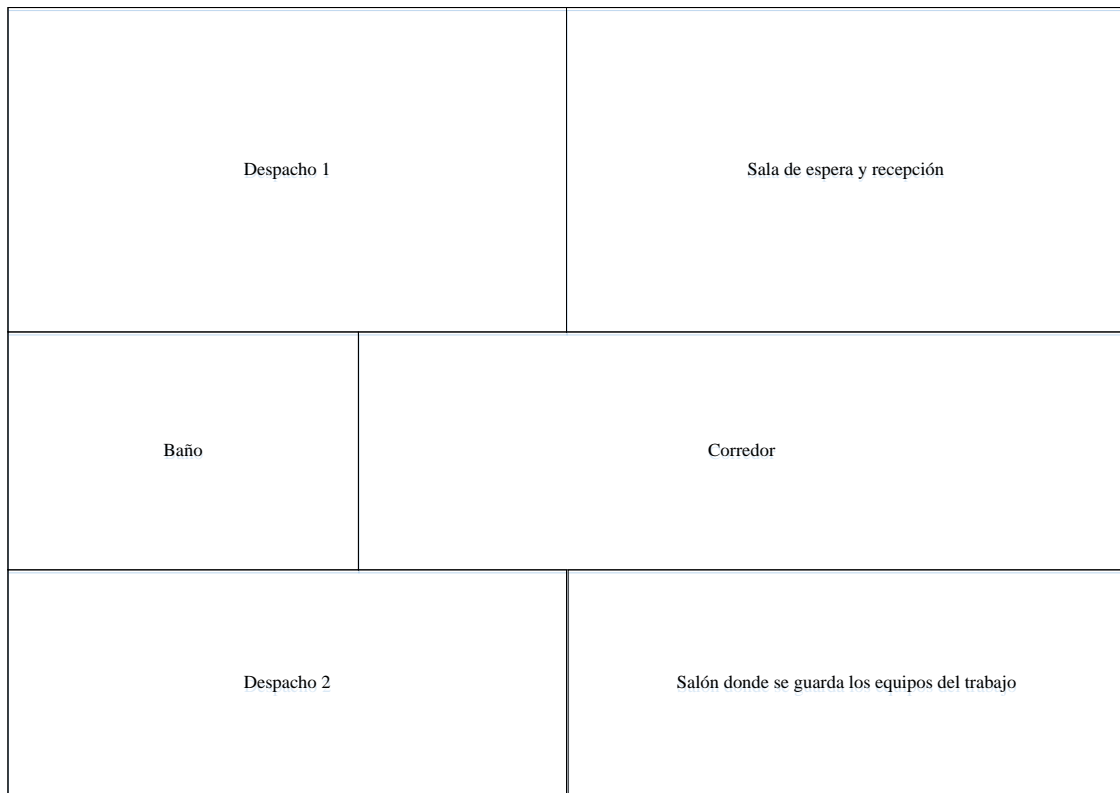 Despacho 1
Sala de espera y recepción
Baño
Corredor
Despacho 2
Salón donde se guarda los equipos del trabajo